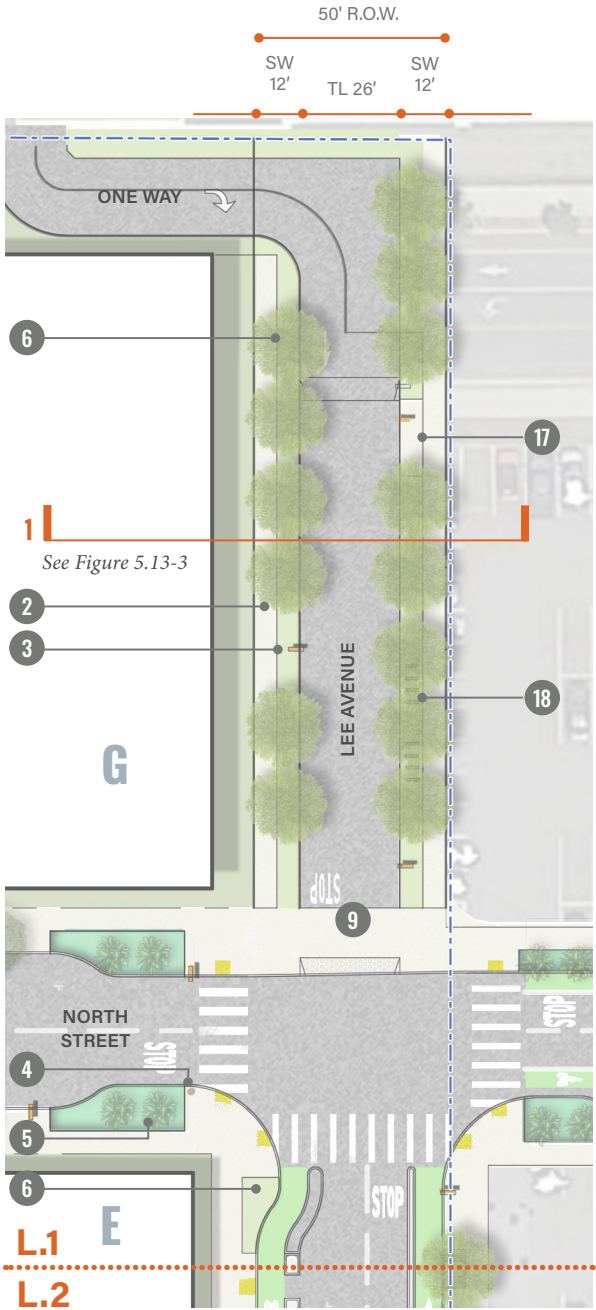 50' R.O.W.
SW
12'
TL 26'
SW
12'
ONE WAY
6
17
1
See Figure 5.13-3
2
3
18
LEE AVENUE
G
STOP
9
NORTH
STREET
STOP
STOP
4
5
6
STOP
E
L.1
L.2